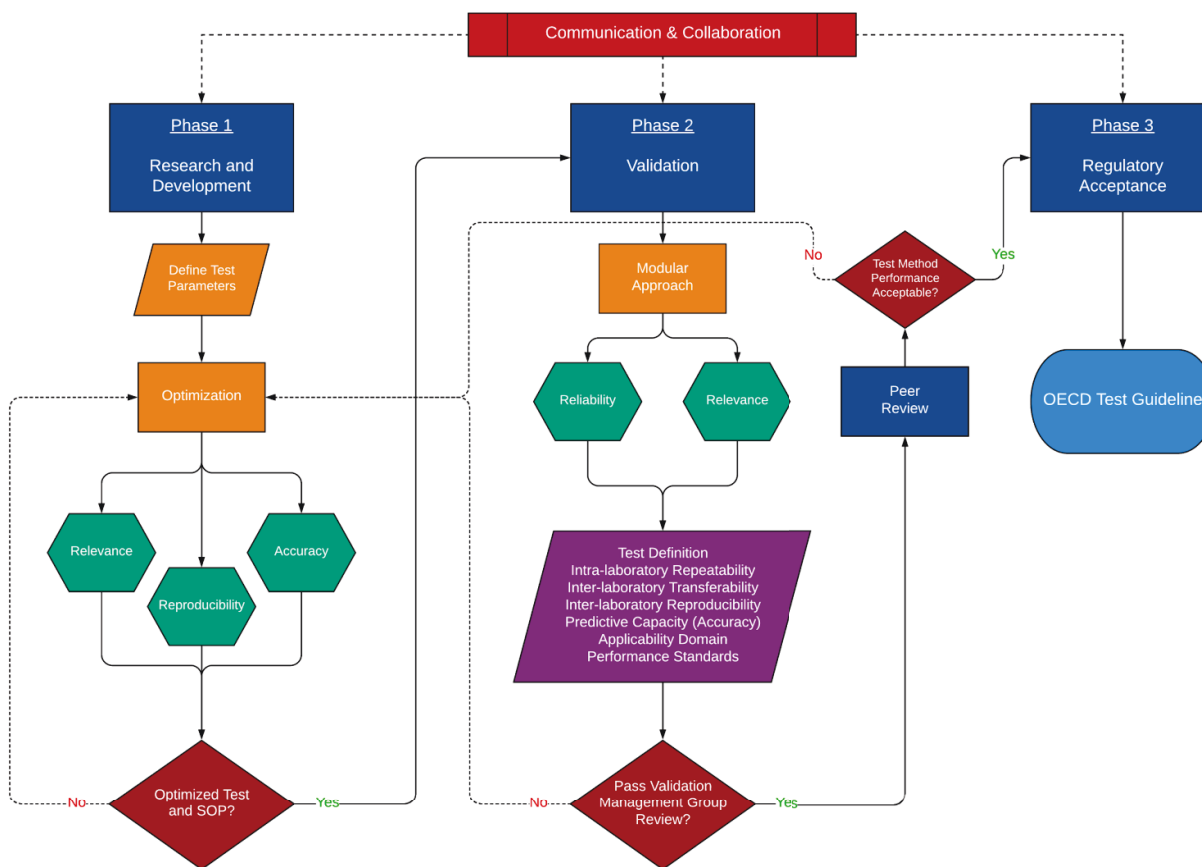 Communication & Collaboration
Phase 1
Research and
Development
Phase 2
Validation
Phase 3
Regulatory
Acceptance
Define Test
Parameters
Modular
Approach
No
Test Method
Performance
Acceptable?
Yes
Optimization
Reliability
Relevance
Peer
Review
OECD Test Guideline
Relevance
Reproducibility
Accuracy
Test Definition
Intra-laboratory Repeatability
Inter-laboratory Transferability
Inter-laboratory Reproducibility
Predictive Capacity (Accuracy)
Applicability Domain
Performance Standards
No
Optimized Test
and SOP?
Yes
No
Pass Validation
Management Group
Review?
Yes